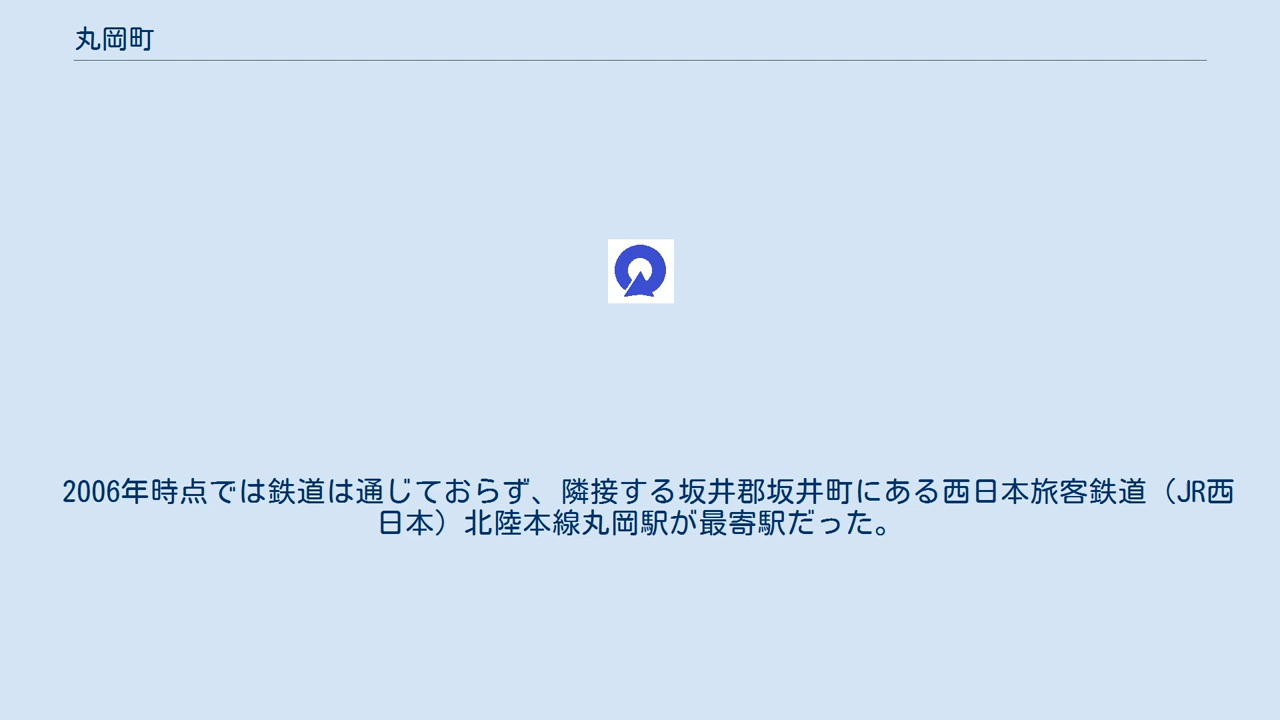 丸岡町
2006年時点では鉄道は通じておらず、隣接する坂井郡坂井町にある西日本旅客鉄道（JR西
日本）北陸本線丸岡駅が最寄駅だった。